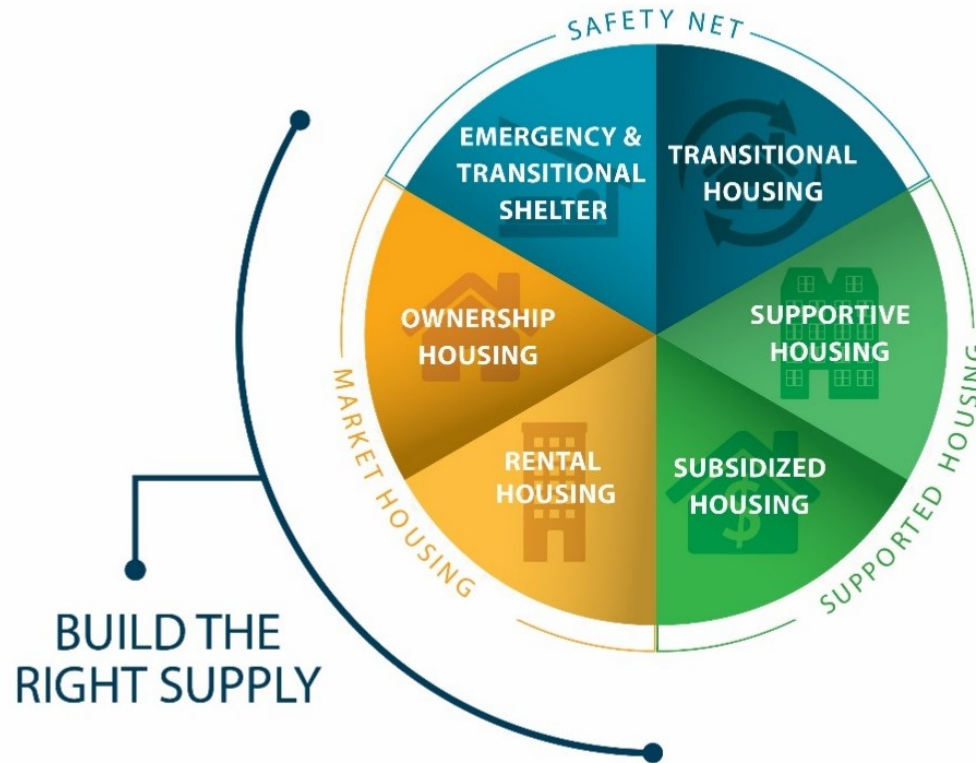 SAFETY NET
EMERGENCY &
TRANSITIONAL
SHELTER
TRANSITIONAL
HOUSING
OWNERSHIP
HOUSING
SUPPORTIVE
HOUSING
RENTAL
HOUSING
SUBSIDIZED
HOUSING
$
MARKET HOUSING
SUPPORTED HOUSING
BUILD THE
RIGHT SUPPLY